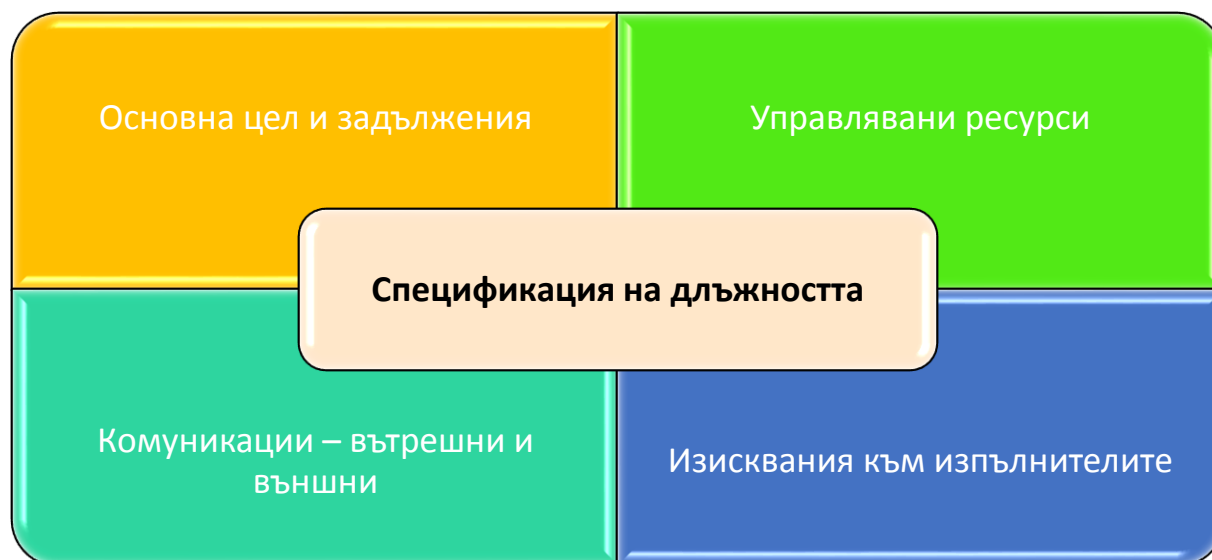 Основна цел и задължения
Управлявани ресурси
Спецификация на длъжността
Комуникации – вътрешни и
външни
Изисквания към изпълнителите